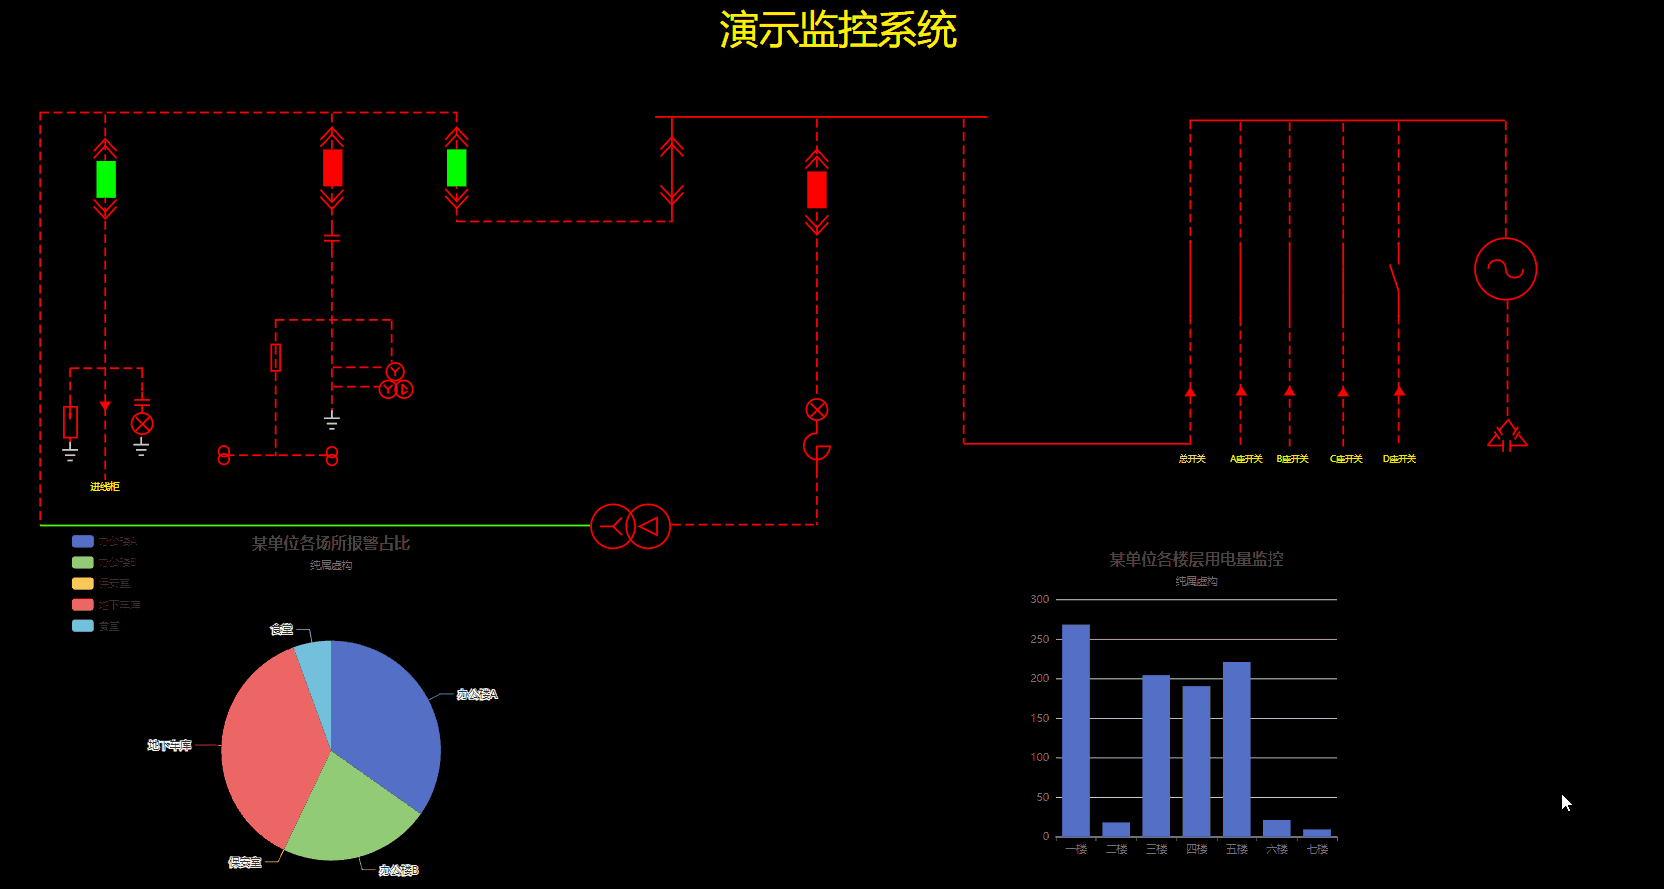 演示监控系统
总开关
A座开关
B座开关
C座开关
D座开关
进线柜
办公楼A
办公楼B
保安室
地下车库
食堂
某单位各场所报警占比
纯属虚构
食堂
办公楼A
地下车库
保安室
办公楼B
某单位各楼层用电量监控
纯属虚构
300
250
200
150
100
50
0
一楼 二楼 三楼 四楼 五楼 六楼 七楼